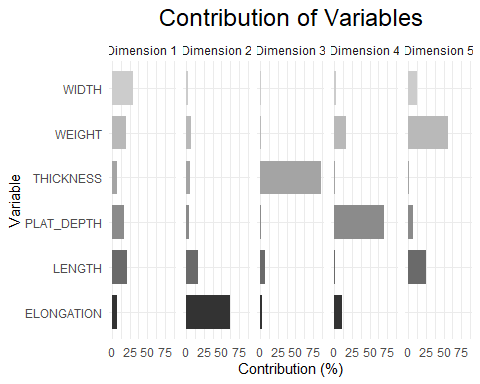 Contribution of Variables
Dimension 1 Dimension 2 Dimension 3 Dimension 4 Dimension 5
WIDTH
WEIGHT
THICKNESS
PLAT_DEPTH
LENGTH
ELONGATION
Variable
0 25 50 75 0 25 50 75 0 25 50 75 0 25 50 75 0 25 50 75
Contribution (%)